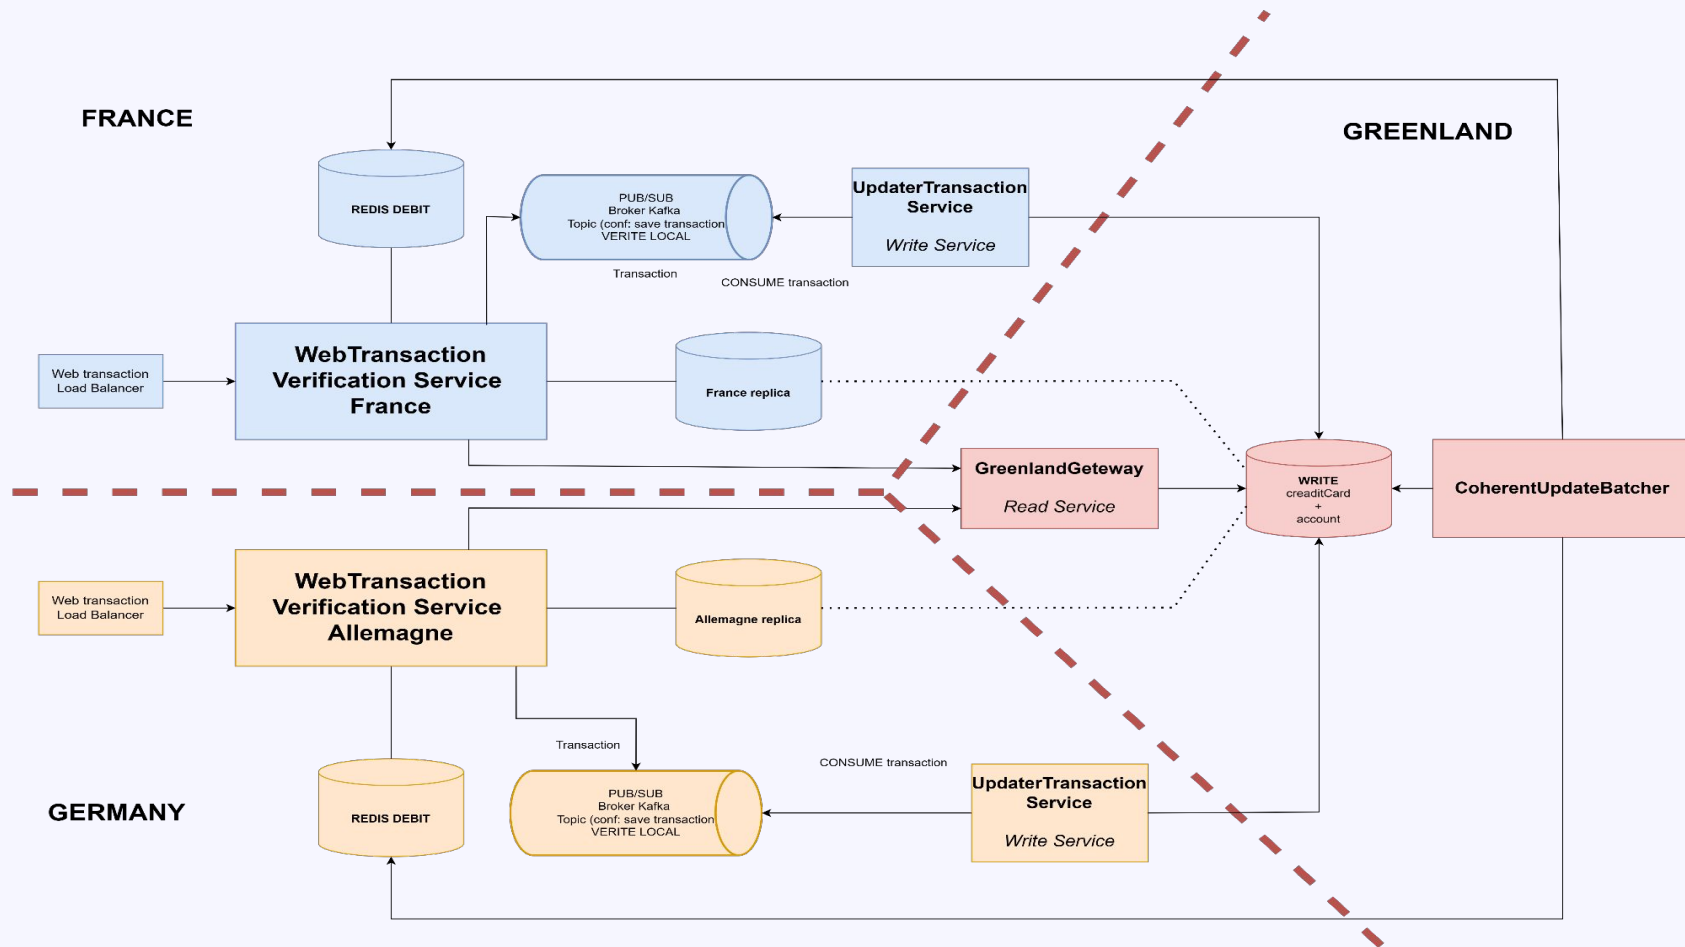 FRANCE
GREENLAND
REDIS DEBIT
PUB/SUB
Broker Kafka
Topic (conf: save transaction
VERITE LOCAL
UpdaterTransaction
Service
Write Service
Transaction
CONSUME transaction
Web transaction
Load Balancer
WebTransaction
Verification Service
France
France replica
GreenlandGeteway
Read Service
WRITE
creaditCard
+
account
CoherentUpdateBatcher
Web transaction
Load Balancer
WebTransaction
Verification Service
Allemagne
Allemagne replica
Transaction
CONSUME transaction
GERMANY
REDIS DEBIT
PUB/SUB
Broker Kafka
Topic (conf: save transaction
VERITE LOCAL
UpdaterTransaction
Service
Write Service